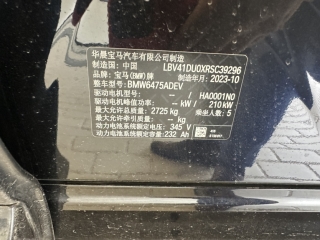 华晨宝马汽车有限公司制造
制造国：中国 LBV41DU0XRSC39296
品牌：宝马(BMW)牌 制造年月：2023-10
整车型号：BMW6475ADEV
驱动电机型号： -- / HA0001N0
驱动电机峰值功率： -- / 210 kW
最大允许总质量：2725 kg 乘坐人数：5
最大允许牵引质量： -- kg
动力电池系统额定电压：345 V
动力电池系统额定容量：232 Ah